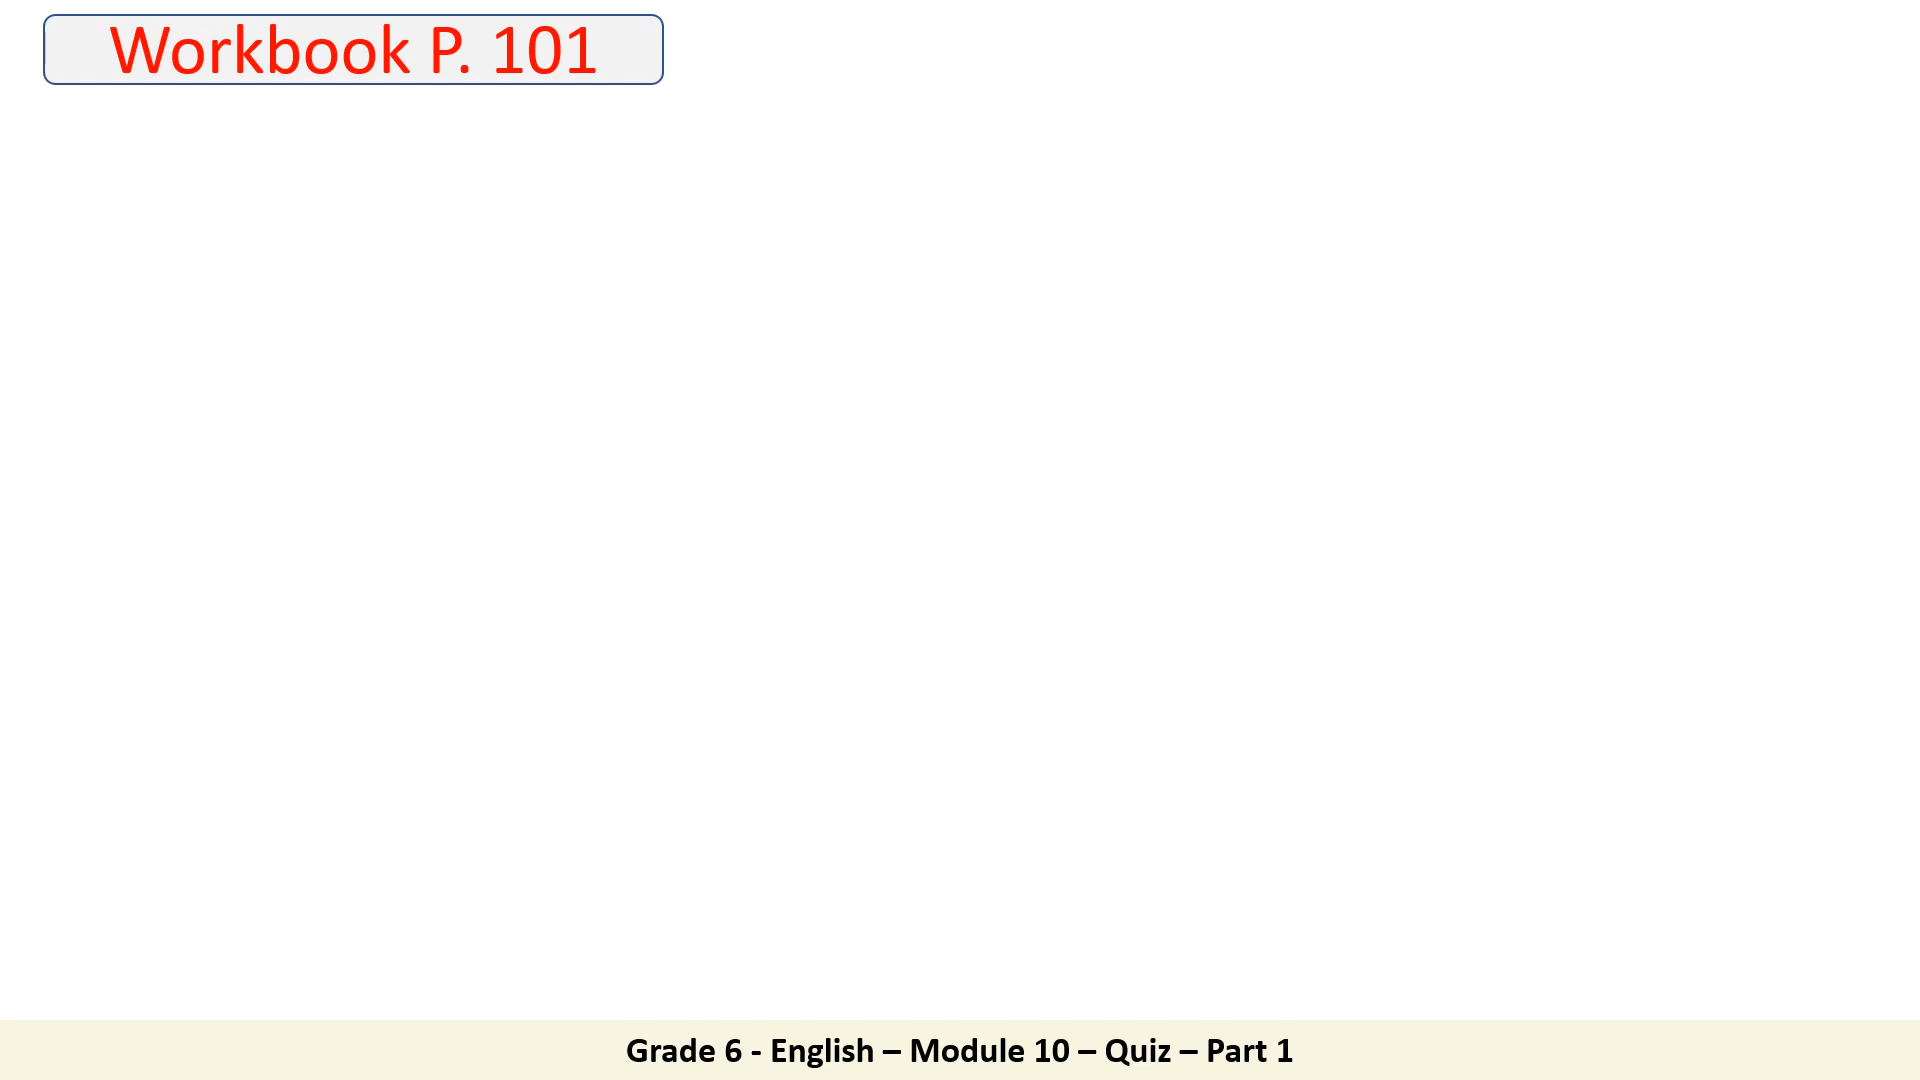 Workbook P. 101
Grade 6 - English – Module 10 – Quiz – Part 1